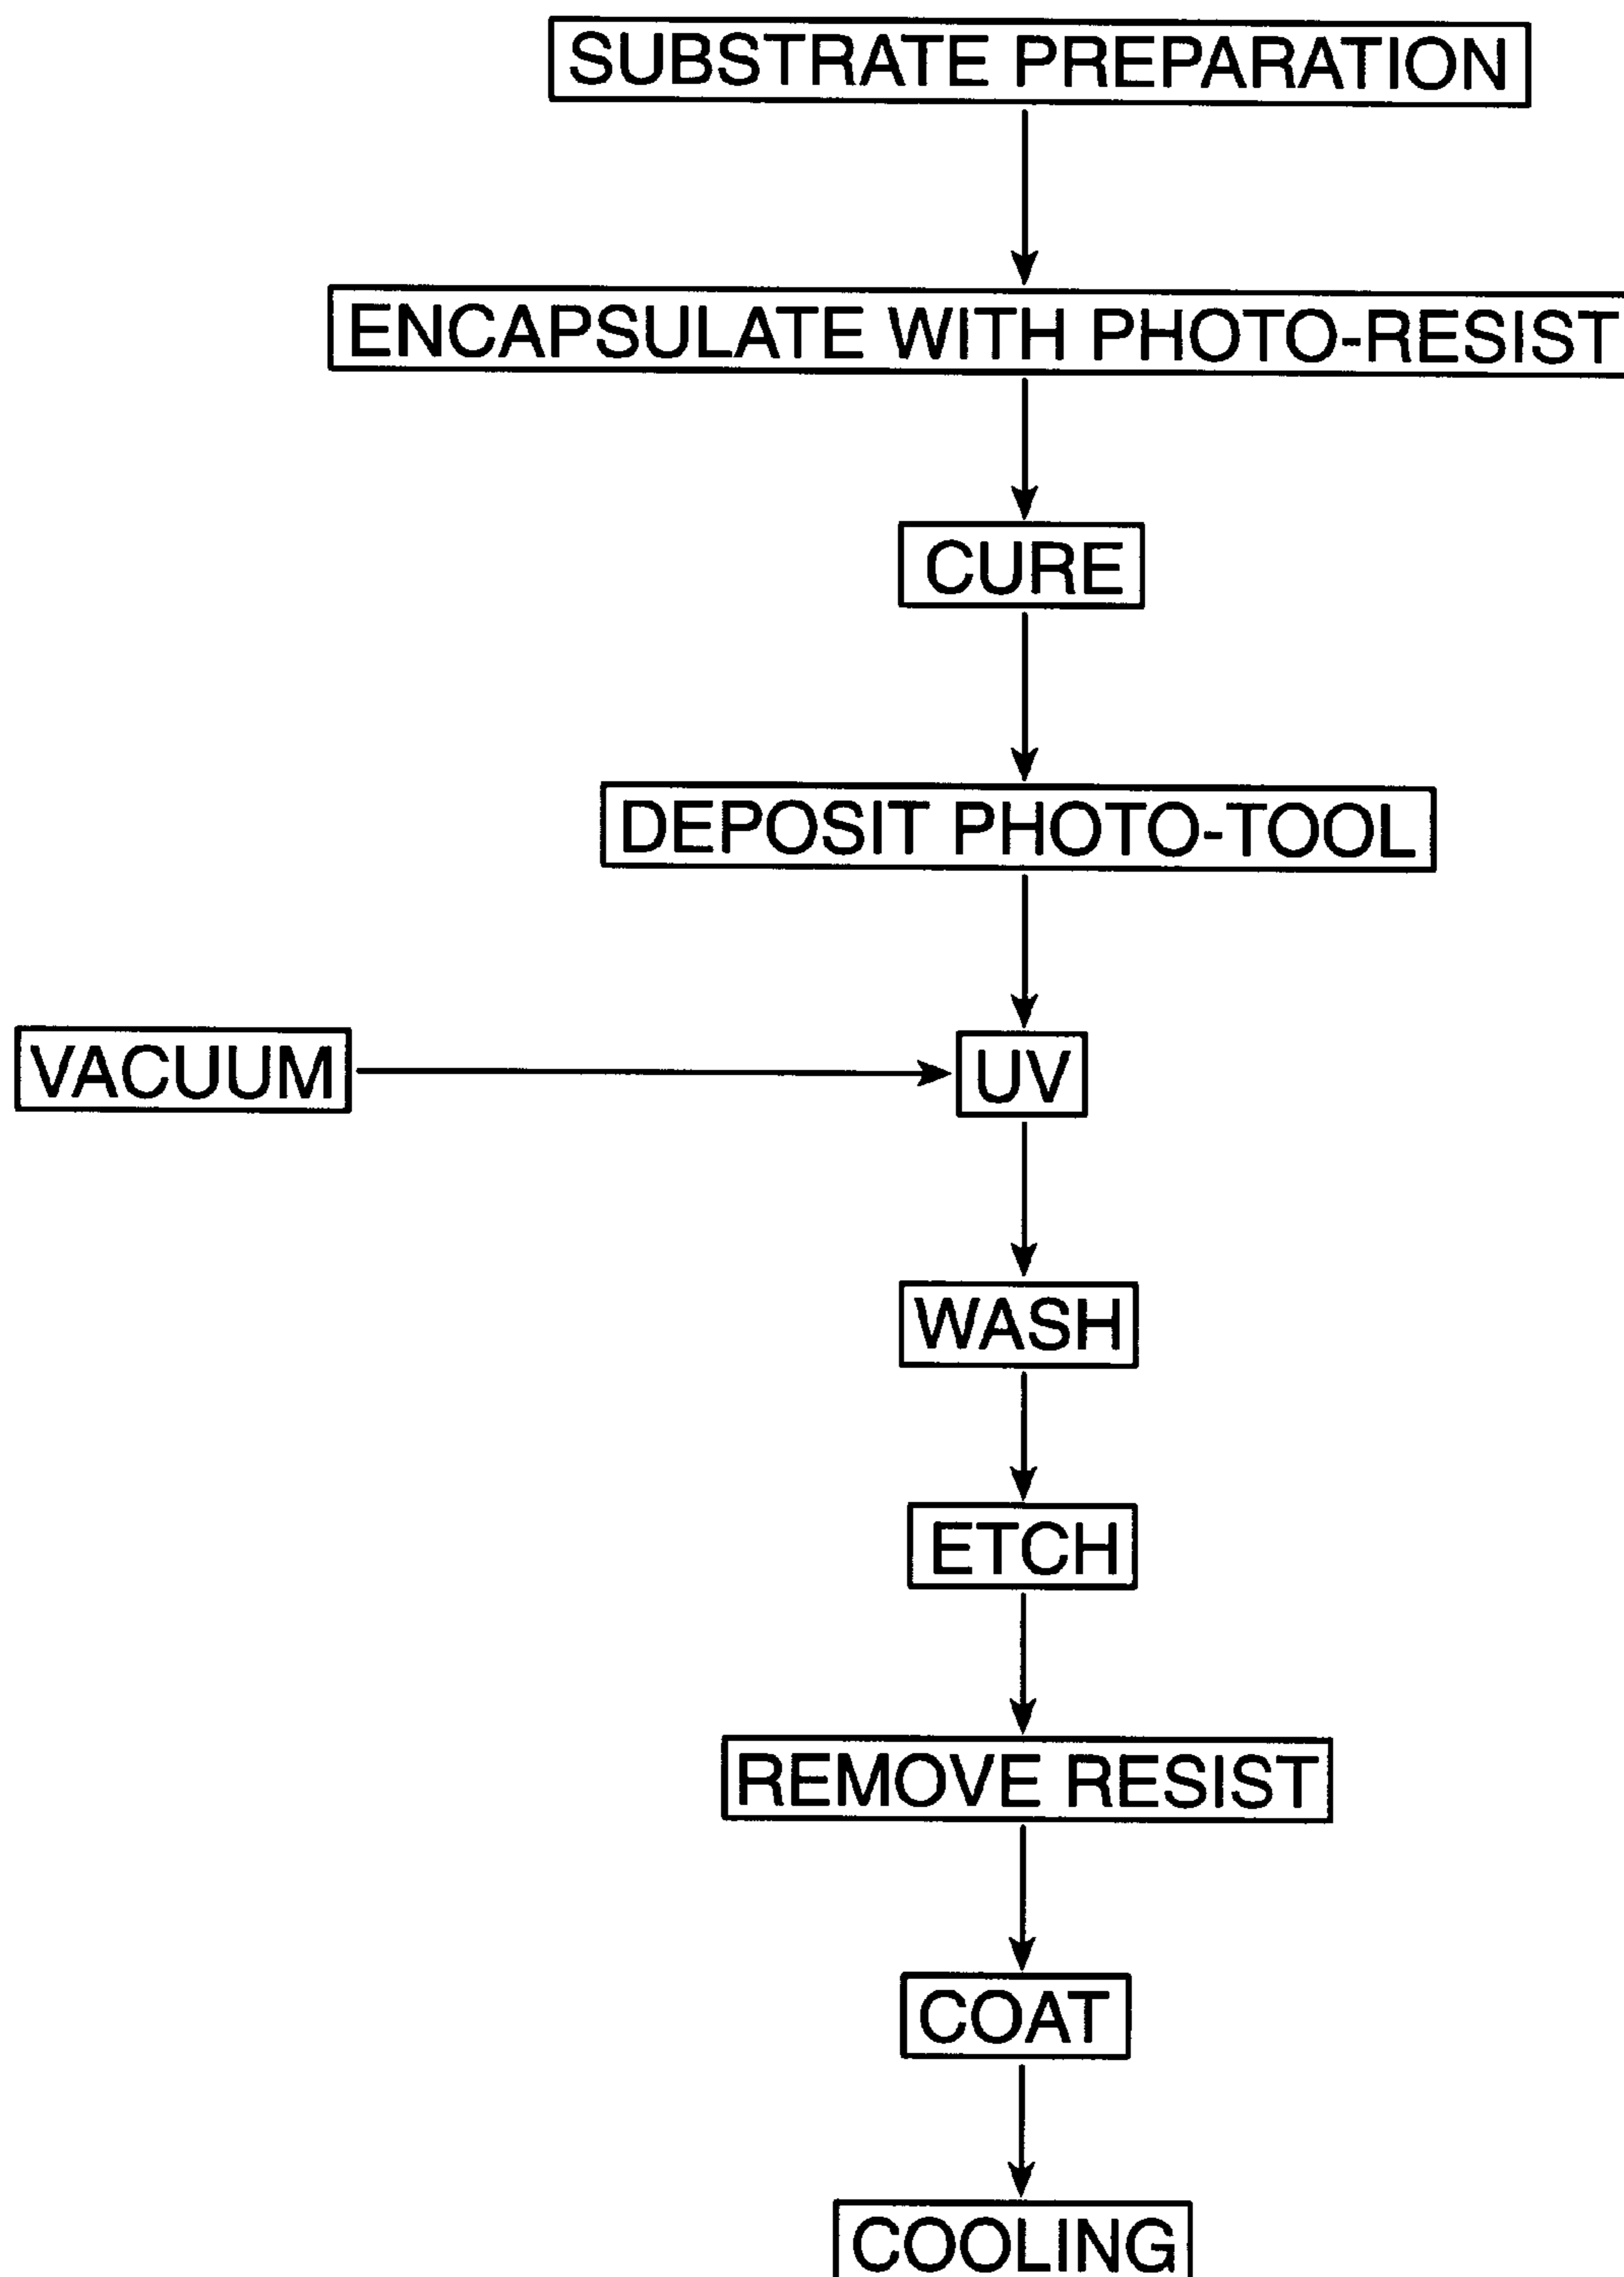 SUBSTRATE PREPARATION
ENCAPSULATE WITH PHOTO-RESIST
CURE
DEPOSIT PHOTO-TOOL
VACUUM
UV
WASH
ETCH
REMOVE RESIST
COAT
COOLING